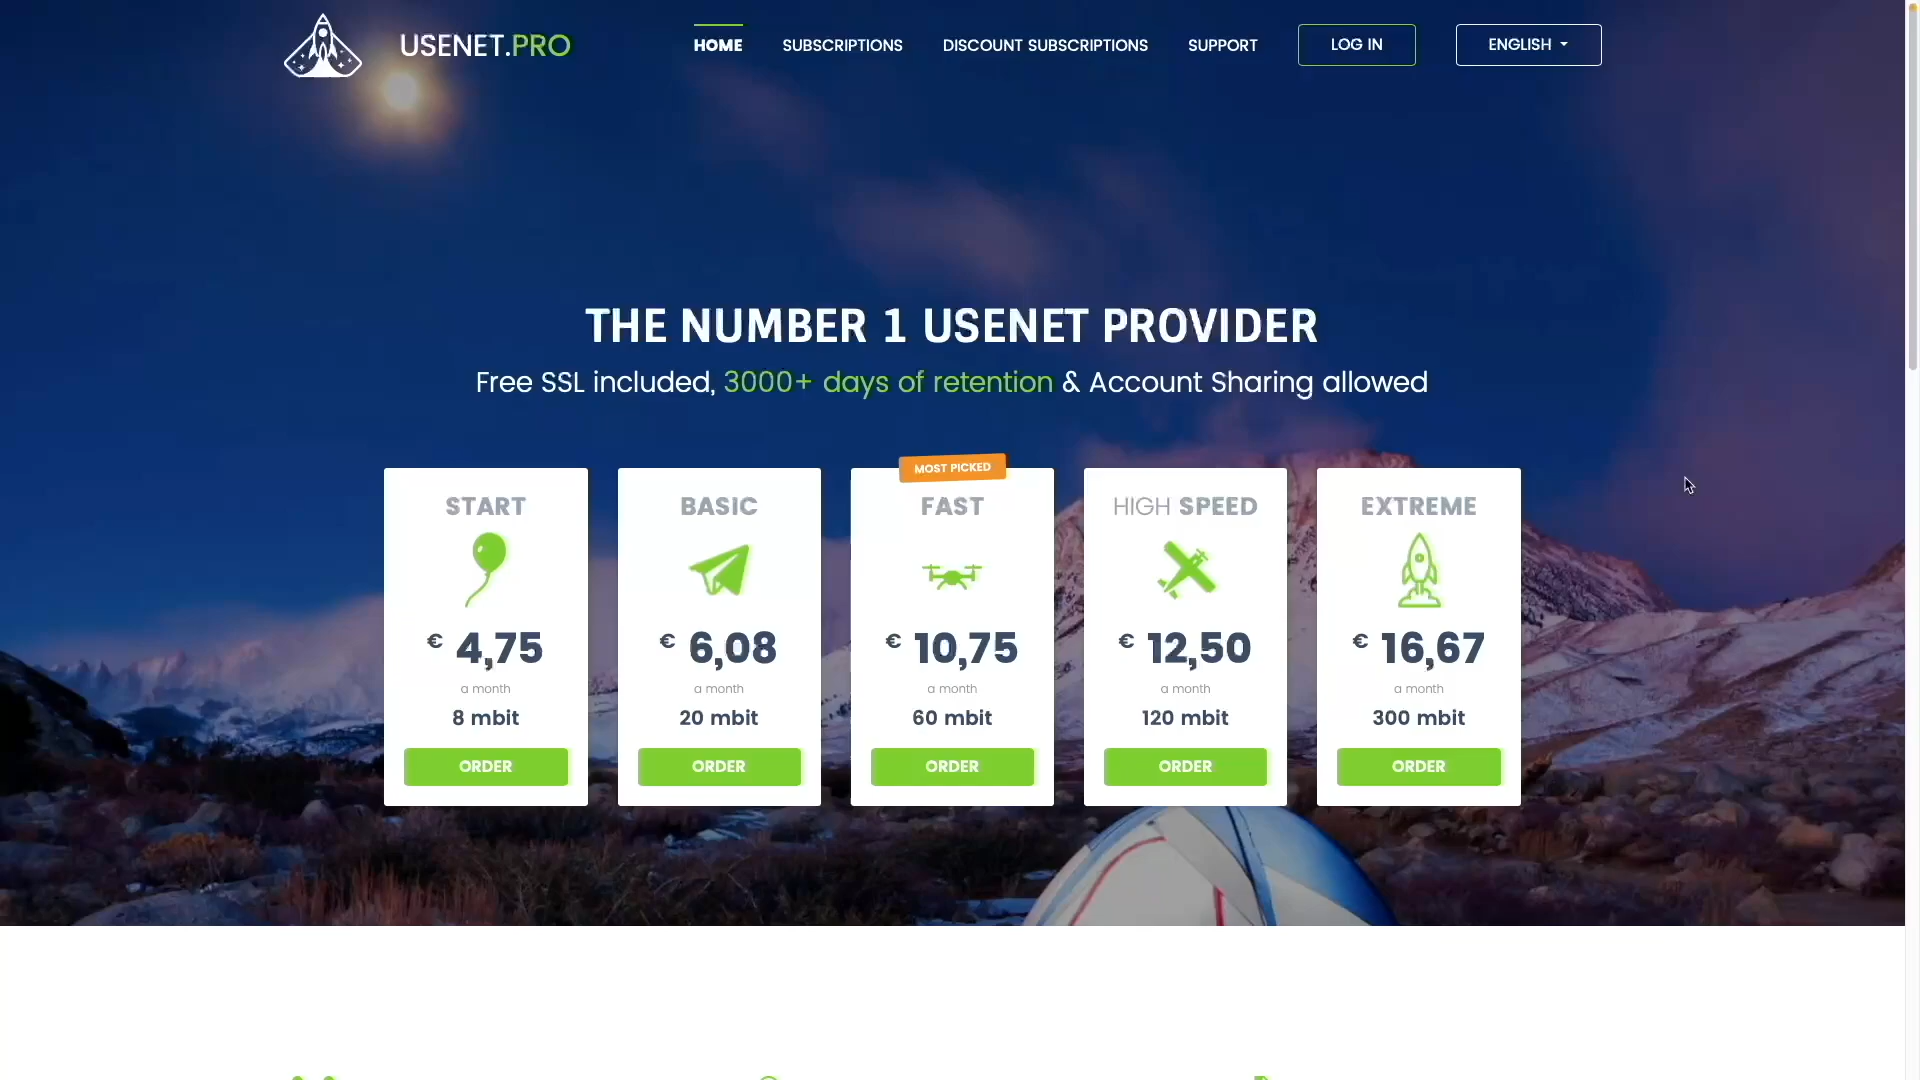 USENET.PRO
HOME
SUBSCRIPTIONS
DISCOUNT SUBSCRIPTIONS
SUPPORT
LOG IN
ENGLISH
THE NUMBER 1 USENET PROVIDER
Free SSL included, 3000+ days of retention & Account Sharing allowed
START
€ 4,75
a month
8 mbit
ORDER
BASIC
€ 6,08
a month
20 mbit
ORDER
MOST PICKED
FAST
€ 10,75
a month
60 mbit
ORDER
HIGH SPEED
€ 12,50
a month
120 mbit
ORDER
EXTREME
€ 16,67
a month
300 mbit
ORDER